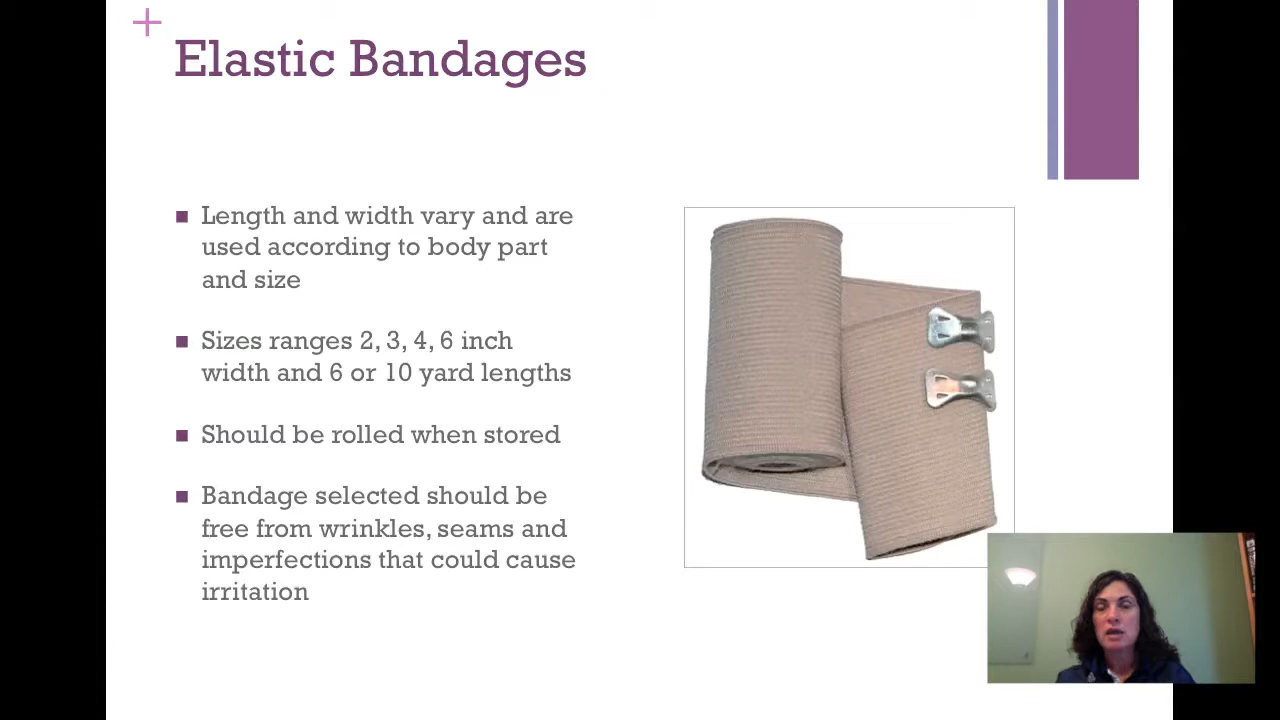 Elastic Bandages
Length and width vary and are
used according to body part
and size
Sizes ranges 2, 3, 4, 6 inch
width and 6 or 10 yard lengths
Should be rolled when stored
Bandage selected should be
free from wrinkles, seams and
imperfections that could cause
irritation